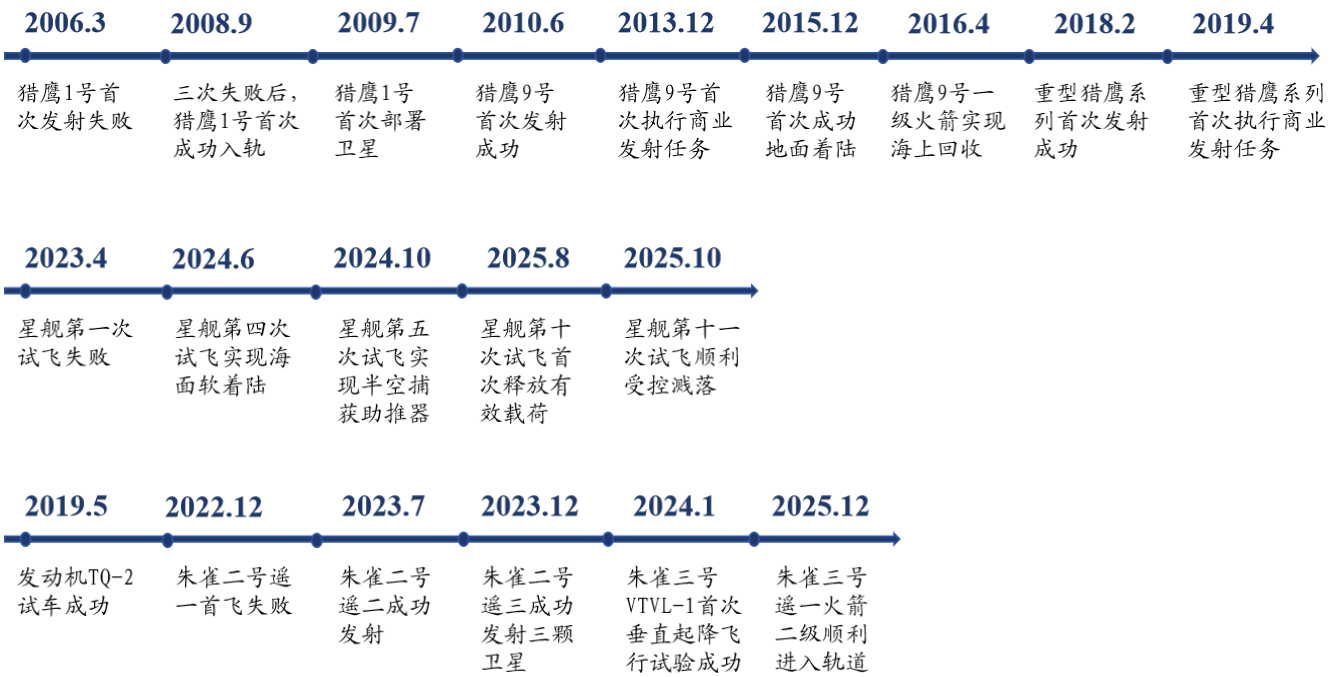 2006.3 2008.9 2009.7 2010.6 2013.12 2015.12 2016.4 2018.2 2019.4
猎鹰1号首
次发射失败
三次失败后，
猎鹰1号首次
成功入轨
猎鹰1号
首次部署
卫星
猎鹰9号
首次发射
成功
猎鹰9号首
次执行商业
发射任务
猎鹰9号
首次成功
地面着陆
猎鹰9号一
级火箭实现
海上回收
重型猎鹰系
列首次发射
成功
重型猎鹰系列
首次执行商业
发射任务
2023.4 2024.6 2024.10 2025.8 2025.10
星舰第一次
试飞失败
星舰第四次
试飞实现海
面软着陆
星舰第五
次试飞实
现半空捕
获助推器
星舰第十
次试飞首
次释放有
效载荷
星舰第十一
次试飞顺利
受控溅落
2019.5 2022.12 2023.7 2023.12 2024.1 2025.12
发动机TQ-2
试车成功
朱雀二号遥
一首飞失败
朱雀二号
遥二成功
发射
朱雀二号
遥三成功
发射三颗
卫星
朱雀三号
VTVL-1首次
垂直起降飞
行试验成功
朱雀三号
遥一火箭
二级顺利
进入轨道